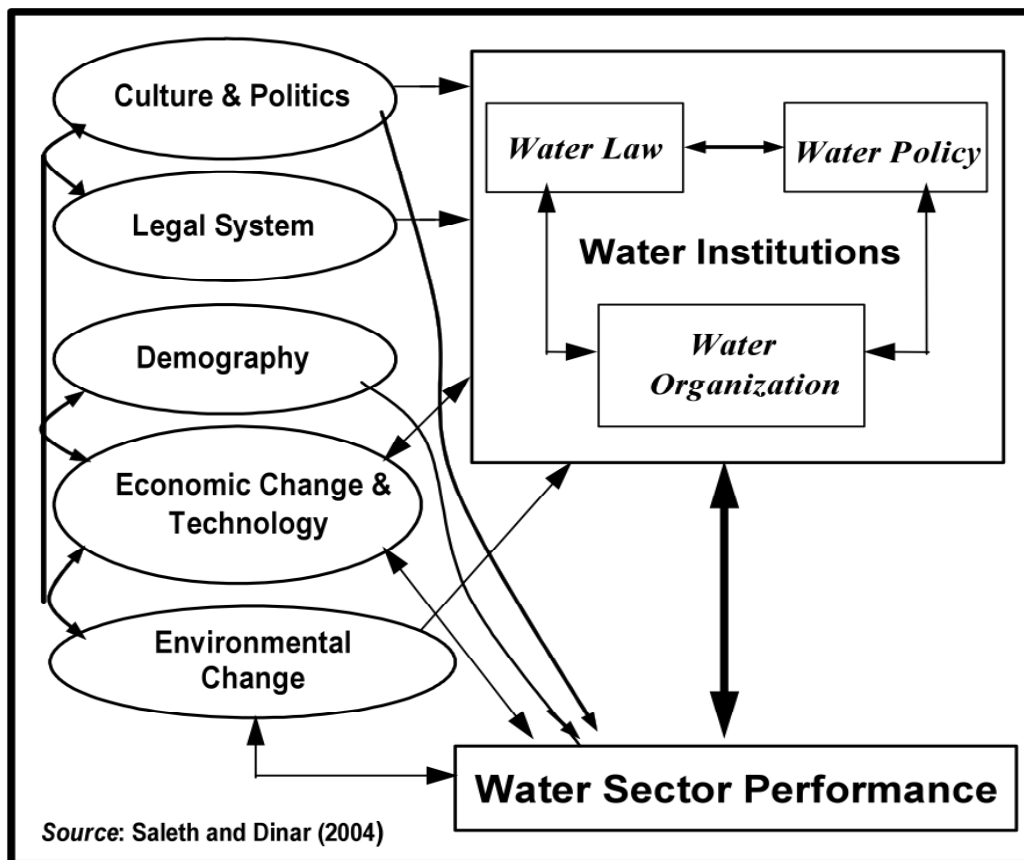 Culture & Politics
Legal System
Demography
Economic Change &
Technology
Environmental
Change
Water Law
Water Policy
Water Institutions
Water
Organization
Water Sector Performance
Source: Saleth and Dinar (2004)